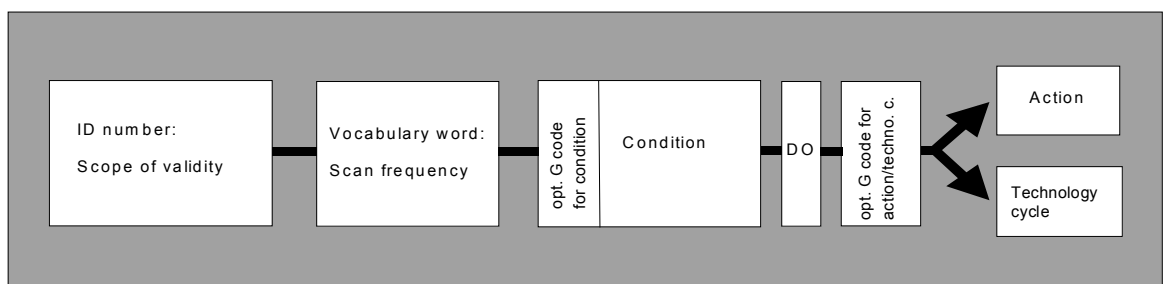 ID number:
Scope of validity
Vocabulary word:
Scan frequency
opt. G code
for condition
Condition
DO
opt. G code for
action/techno. c.
Action
Technology
cycle